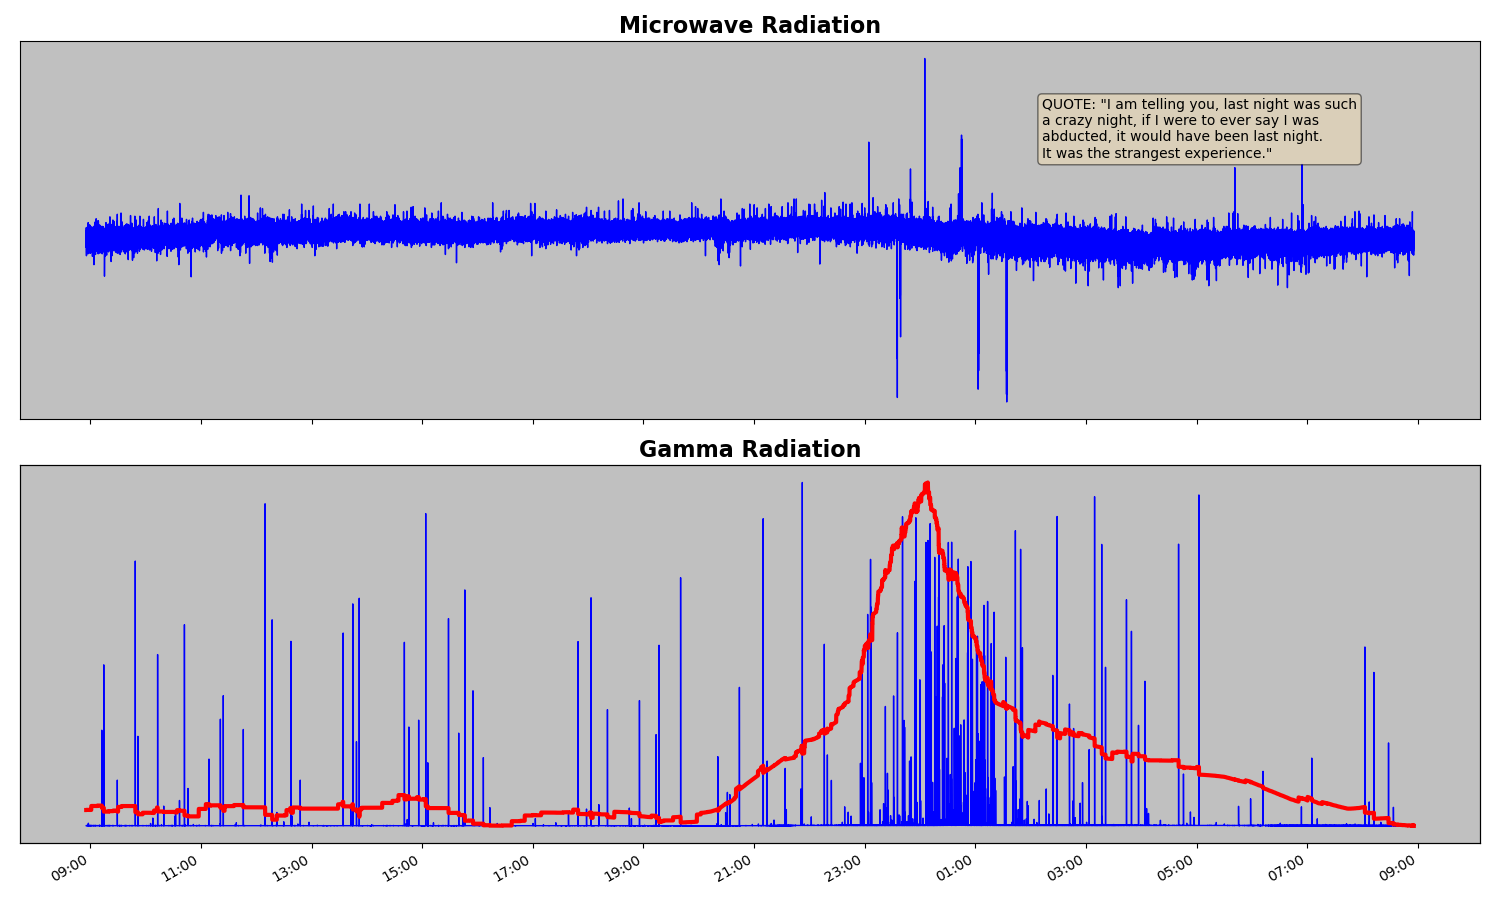 Microwave Radiation
QUOTE: "I am telling you, last night was such
a crazy night, if I were to ever say I was
abducted, it would have been last night.
It was the strangest experience."
Gamma Radiation
09:00 11:00 13:00 15:00 17:00 19:00 21:00 23:00 01:00 03:00 05:00 07:00 09:00